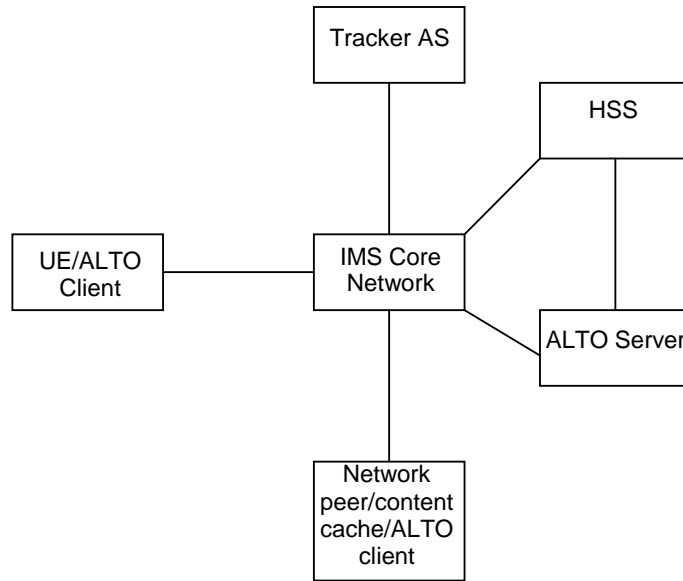 Tracker AS
HSS
UE/ALTO
Client
IMS Core
Network
ALTO Server
Network
peer/content
cache/ALTO
client